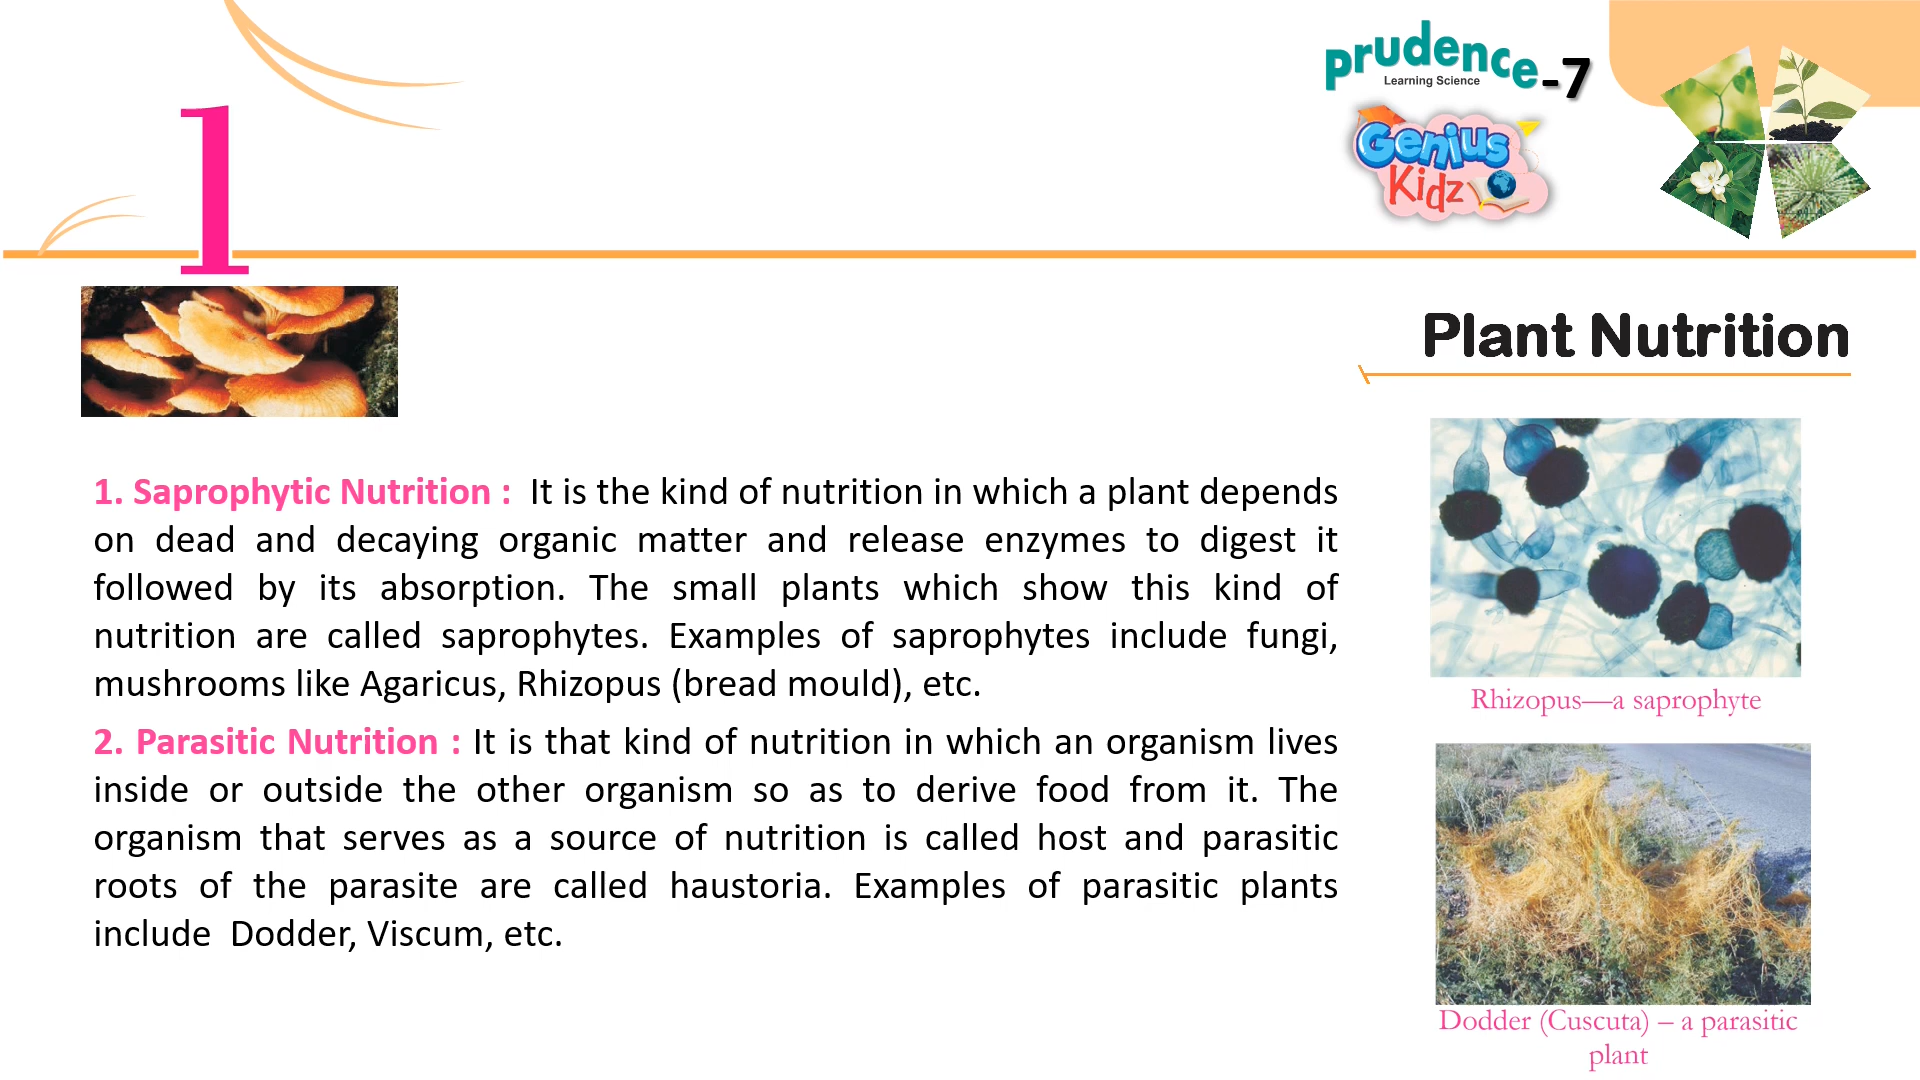 prudence-7
Learning Science
Genius
Kidz
1
Plant Nutrition
1. Saprophytic Nutrition : It is the kind of nutrition in which a plant depends
on dead and decaying organic matter and release enzymes to digest it
followed by its absorption. The small plants which show this kind of
nutrition are called saprophytes. Examples of saprophytes include fungi,
mushrooms like Agaricus, Rhizopus (bread mould), etc.
2. Parasitic Nutrition : It is that kind of nutrition in which an organism lives
inside or outside the other organism so as to derive food from it. The
organism that serves as a source of nutrition is called host and parasitic
roots of the parasite are called haustoria. Examples of parasitic plants
include Dodder, Viscum, etc.
Rhizopus—a saprophyte
Dodder (Cuscuta) – a parasitic
plant